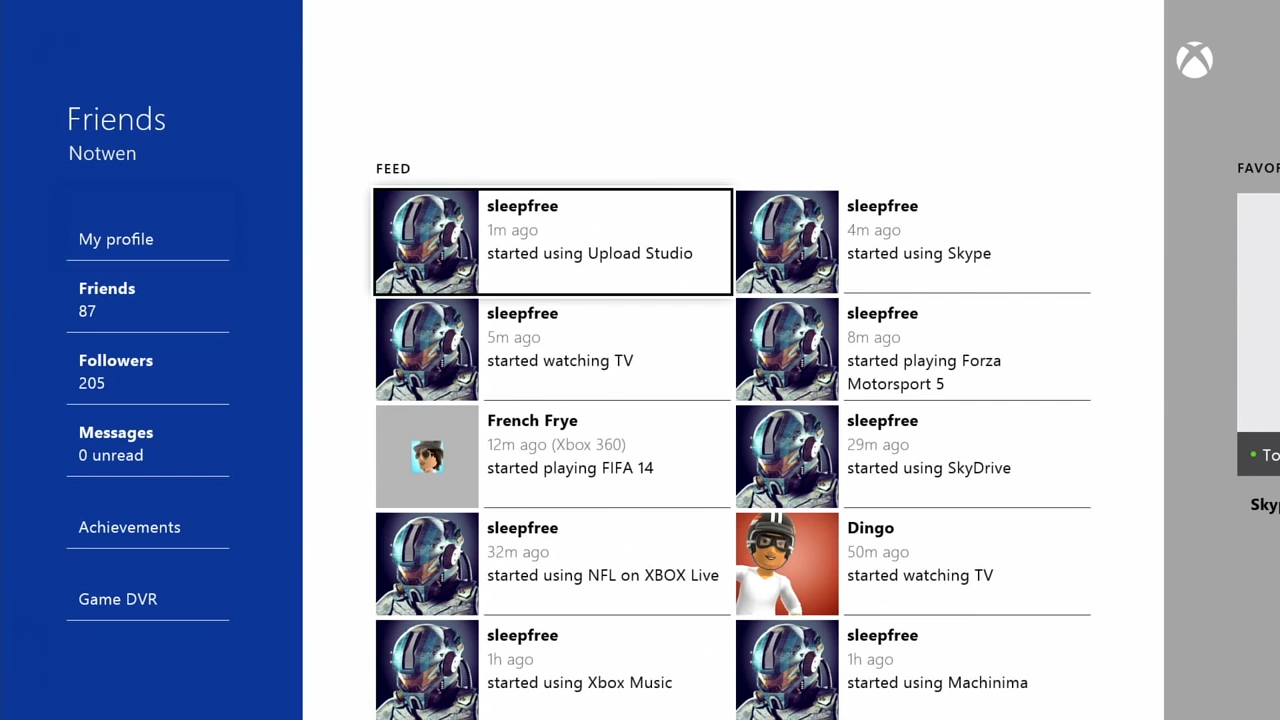 Friends
Notwen
My profile
Friends
87
Followers
205
Messages
0 unread
Achievements
Game DVR
FEED
sleepfree
1m ago
started using Upload Studio
sleepfree
4m ago
started using Skype
sleepfree
5m ago
started watching TV
sleepfree
8m ago
started playing Forza
Motorsport 5
French Frye
12m ago (Xbox 360)
started playing FIFA 14
sleepfree
29m ago
started using SkyDrive
sleepfree
32m ago
started using NFL on XBOX Live
Dingo
50m ago
started watching TV
sleepfree
1h ago
started using Xbox Music
sleepfree
1h ago
started using Machinima